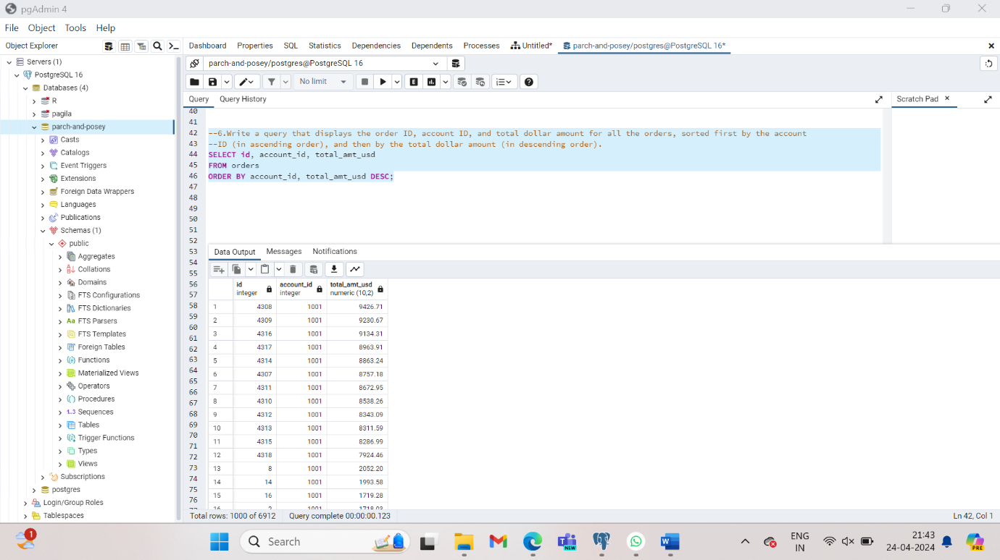 pgAdmin 4
File Object Tools Help
Object Explorer
Dashboard Properties SQL Statistics Dependencies Dependents Processes Untitled* parch-and-posey/postgres@PostgreSQL 16*
Servers (1)
PostgreSQL 16
Databases (4)
R
pagila
parch-and-posey
Casts
Catalogs
Event Triggers
Extensions
Foreign Data Wrappers
Languages
Publications
Schemas (1)
public
Aggregates
Collations
Domains
FTS Configurations
FTS Dictionaries
FTS Parsers
FTS Templates
Foreign Tables
Functions
Materialized Views
Operators
Procedures
1..3 Sequences
Tables
Trigger Functions
Types
Views
Subscriptions
postgres
Login/Group Roles
Tablespaces
parch-and-posey/postgres@PostgreSQL 16
No limit
Query Query History
Scratch Pad
40
41
42 --6.Write a query that displays the order ID, account ID, and total dollar amount for all the orders, sorted first by the account
43 --ID (in ascending order), and then by the total dollar amount (in descending order).
44 SELECT id, account_id, total_amt_usd
45 FROM orders
46 ORDER BY account_id, total_amt_usd DESC;
47
48
49
50
51
52
53
54
55
56
57
58
59
60
61
62
63
64
65
66
67
68
69
70
71
72
73
74
75
76
Data Output Messages Notifications
id account_id total_amt_usd
integer integer numeric (10,2)
1 4308 1001 9426.71
2 4309 1001 9230.67
3 4316 1001 9134.31
4 4317 1001 8963.91
5 4314 1001 8863.24
6 4307 1001 8757.18
7 4311 1001 8672.95
8 4310 1001 8538.26
9 4312 1001 8343.09
10 4313 1001 8311.59
11 4315 1001 8286.99
12 4318 1001 7924.46
13 8 1001 2052.20
14 14 1001 1993.58
15 16 1001 1719.28
16 2 1001 1718.03
Total rows: 1000 of 6912 Query complete 00:00:00.123
Ln 42, Col 1
1
Search
NEW
ENG
IN
21:43
24-04-2024
PRE